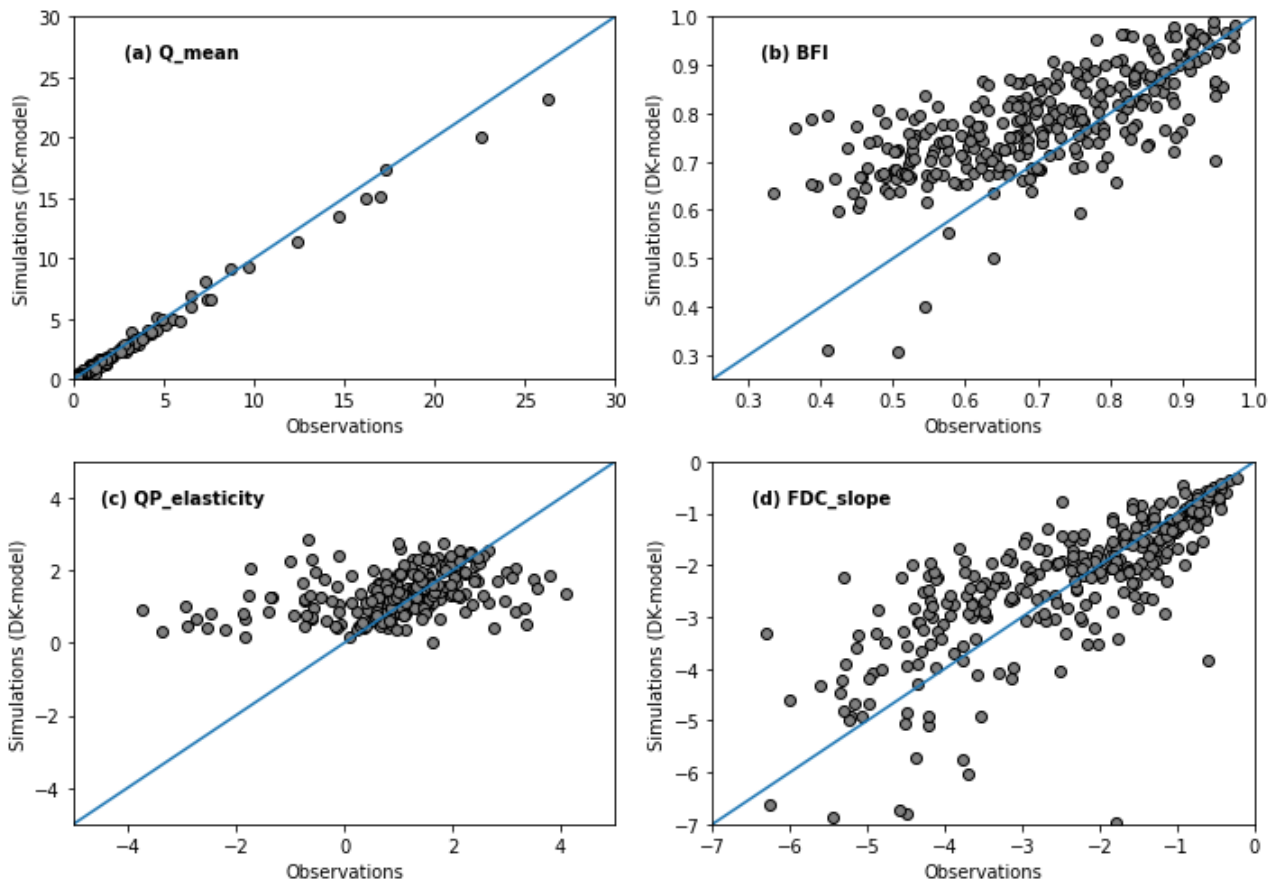 30
25
20
15
10
5
0
Simulations (DK-model)
(a) Q_mean
0 5 10 15 20 25 30
Observations
1.0
0.9
0.8
0.7
0.6
0.5
0.4
0.3
Simulations (DK-model)
(b) BFI
0.3 0.4 0.5 0.6 0.7 0.8 0.9 1.0
Observations
4
2
0
−2
−4
Simulations (DK-model)
(c) QP_elasticity
−4 −2 0 2 4
Observations
0
−1
−2
−3
−4
−5
−6
−7
Simulations (DK-model)
(d) FDC_slope
−7 −6 −5 −4 −3 −2 −1 0
Observations